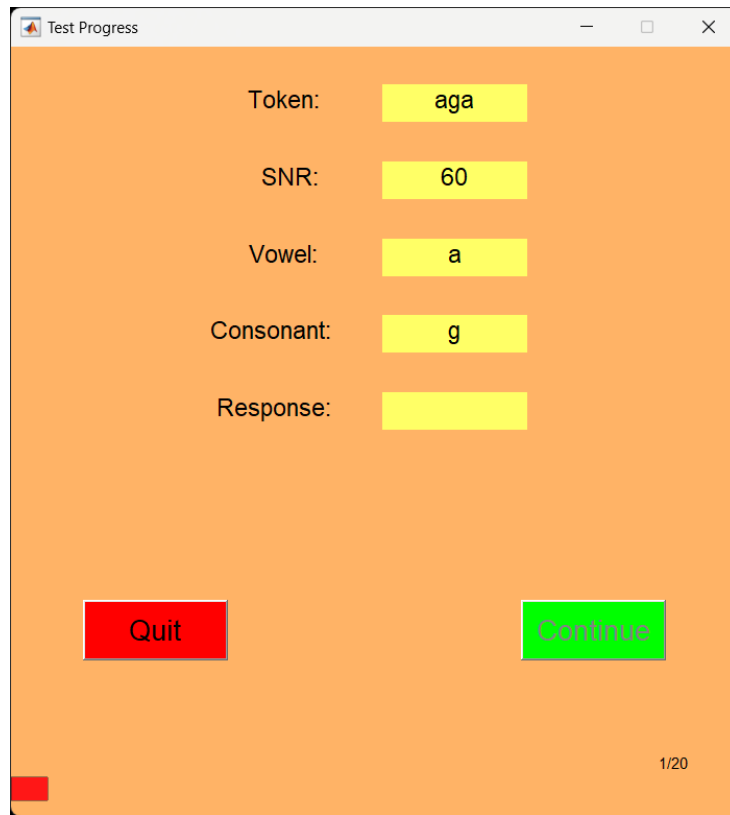 Test Progress
Token: aga
SNR: 60
Vowel: a
Consonant: g
Response:
Quit Continue
1/20